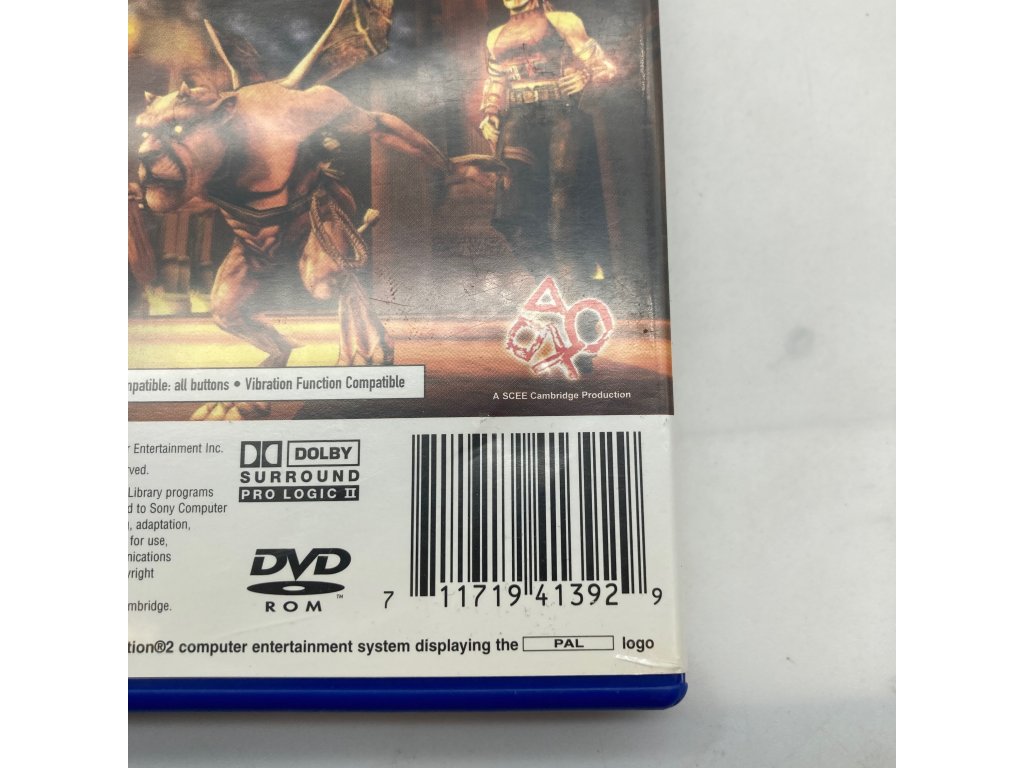 mpatible: all buttons • Vibration Function Compatible
A SCEE Cambridge Production
r Entertainment Inc.
rved.
Library programs
d to Sony Computer
, adaptation,
for use,
nications
yright
mbridge.
DOLBY
SURROUND
PRO LOGIC II
DVD
ROM
TM
7 11719 41392 9
tion®2 computer entertainment system displaying the PAL logo